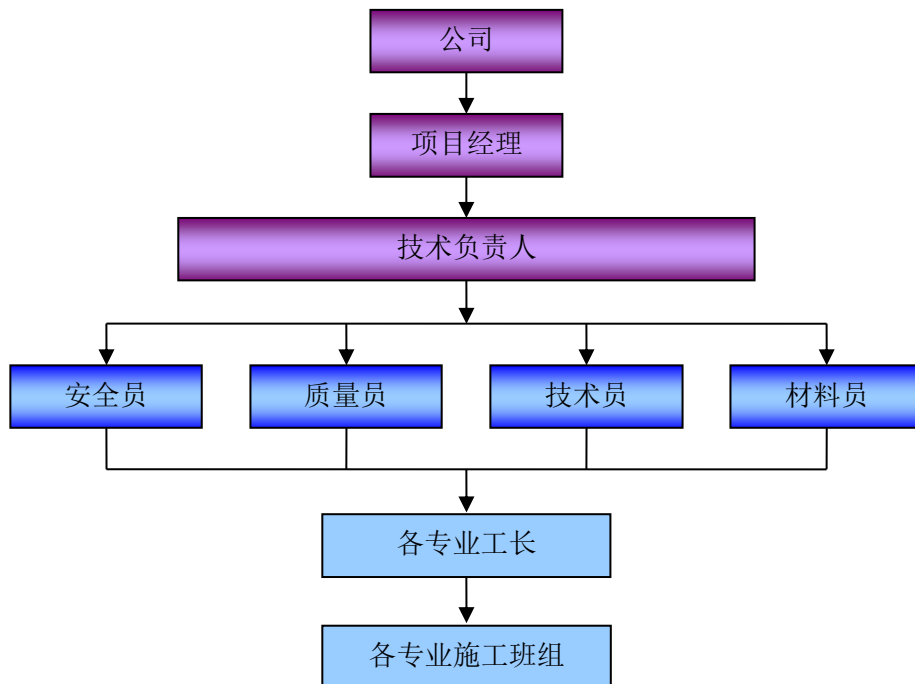 公司
项目经理
技术负责人
安全员
质量员
技术员
材料员
各专业工长
各专业施工班组